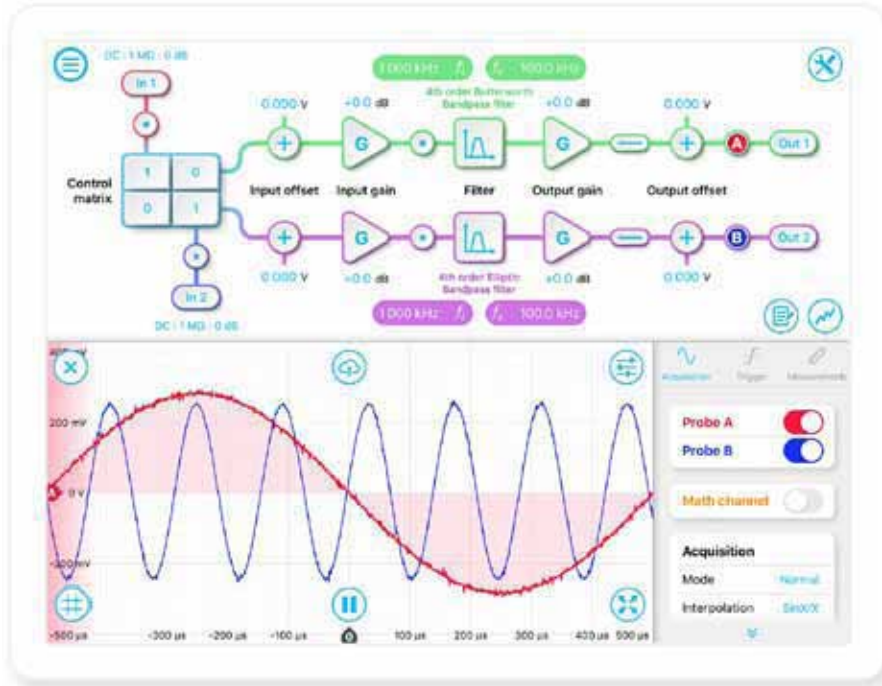 DC : 1 MΩ : 0 dB
In 1
1.000 kHz f₁ f₂ 100.0 kHz
4th order Butterworth
Bandpass filter
0.000 V +0.0 dB +0.0 dB 0.000 V
G G A Out 1
Control
matrix
1 0
0 1
Input offset Input gain Filter Output gain Output offset
G G B Out 2
0.000 V +0.0 dB +0.0 dB 0.000 V
4th order Elliptic
Bandpass filter
In 2
DC : 1 MΩ : 0 dB
1.000 kHz 100.0 kHz
200 mV
0 V
-500 µs -300 µs -200 µs -100 µs 0 100 µs 200 µs 300 µs 400 µs 500 µs
Acquisition Trigger Measurements
Probe A
Probe B
Math channel
Acquisition
Mode Normal
Interpolation SinX/X